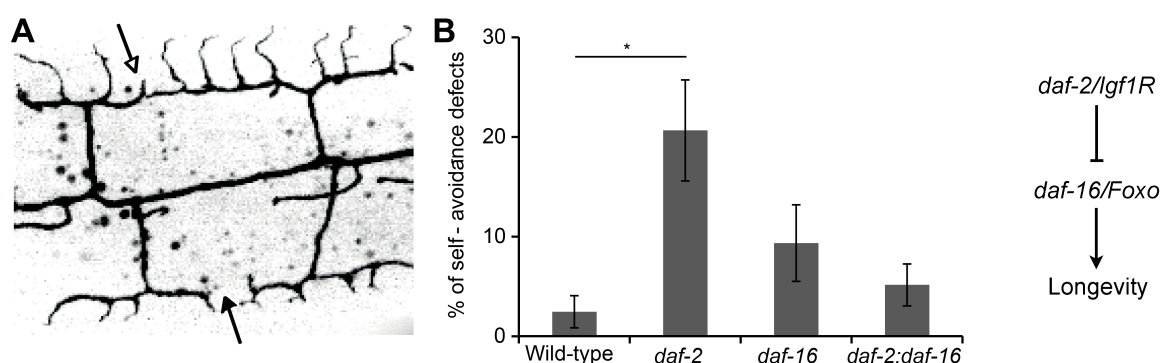 A
B
% of self - avoidance defects
30
20
10
0
*
Wild-type
daf-2
daf-16
daf-2;daf-16
daf-2/Igf1R
daf-16/Foxo
Longevity